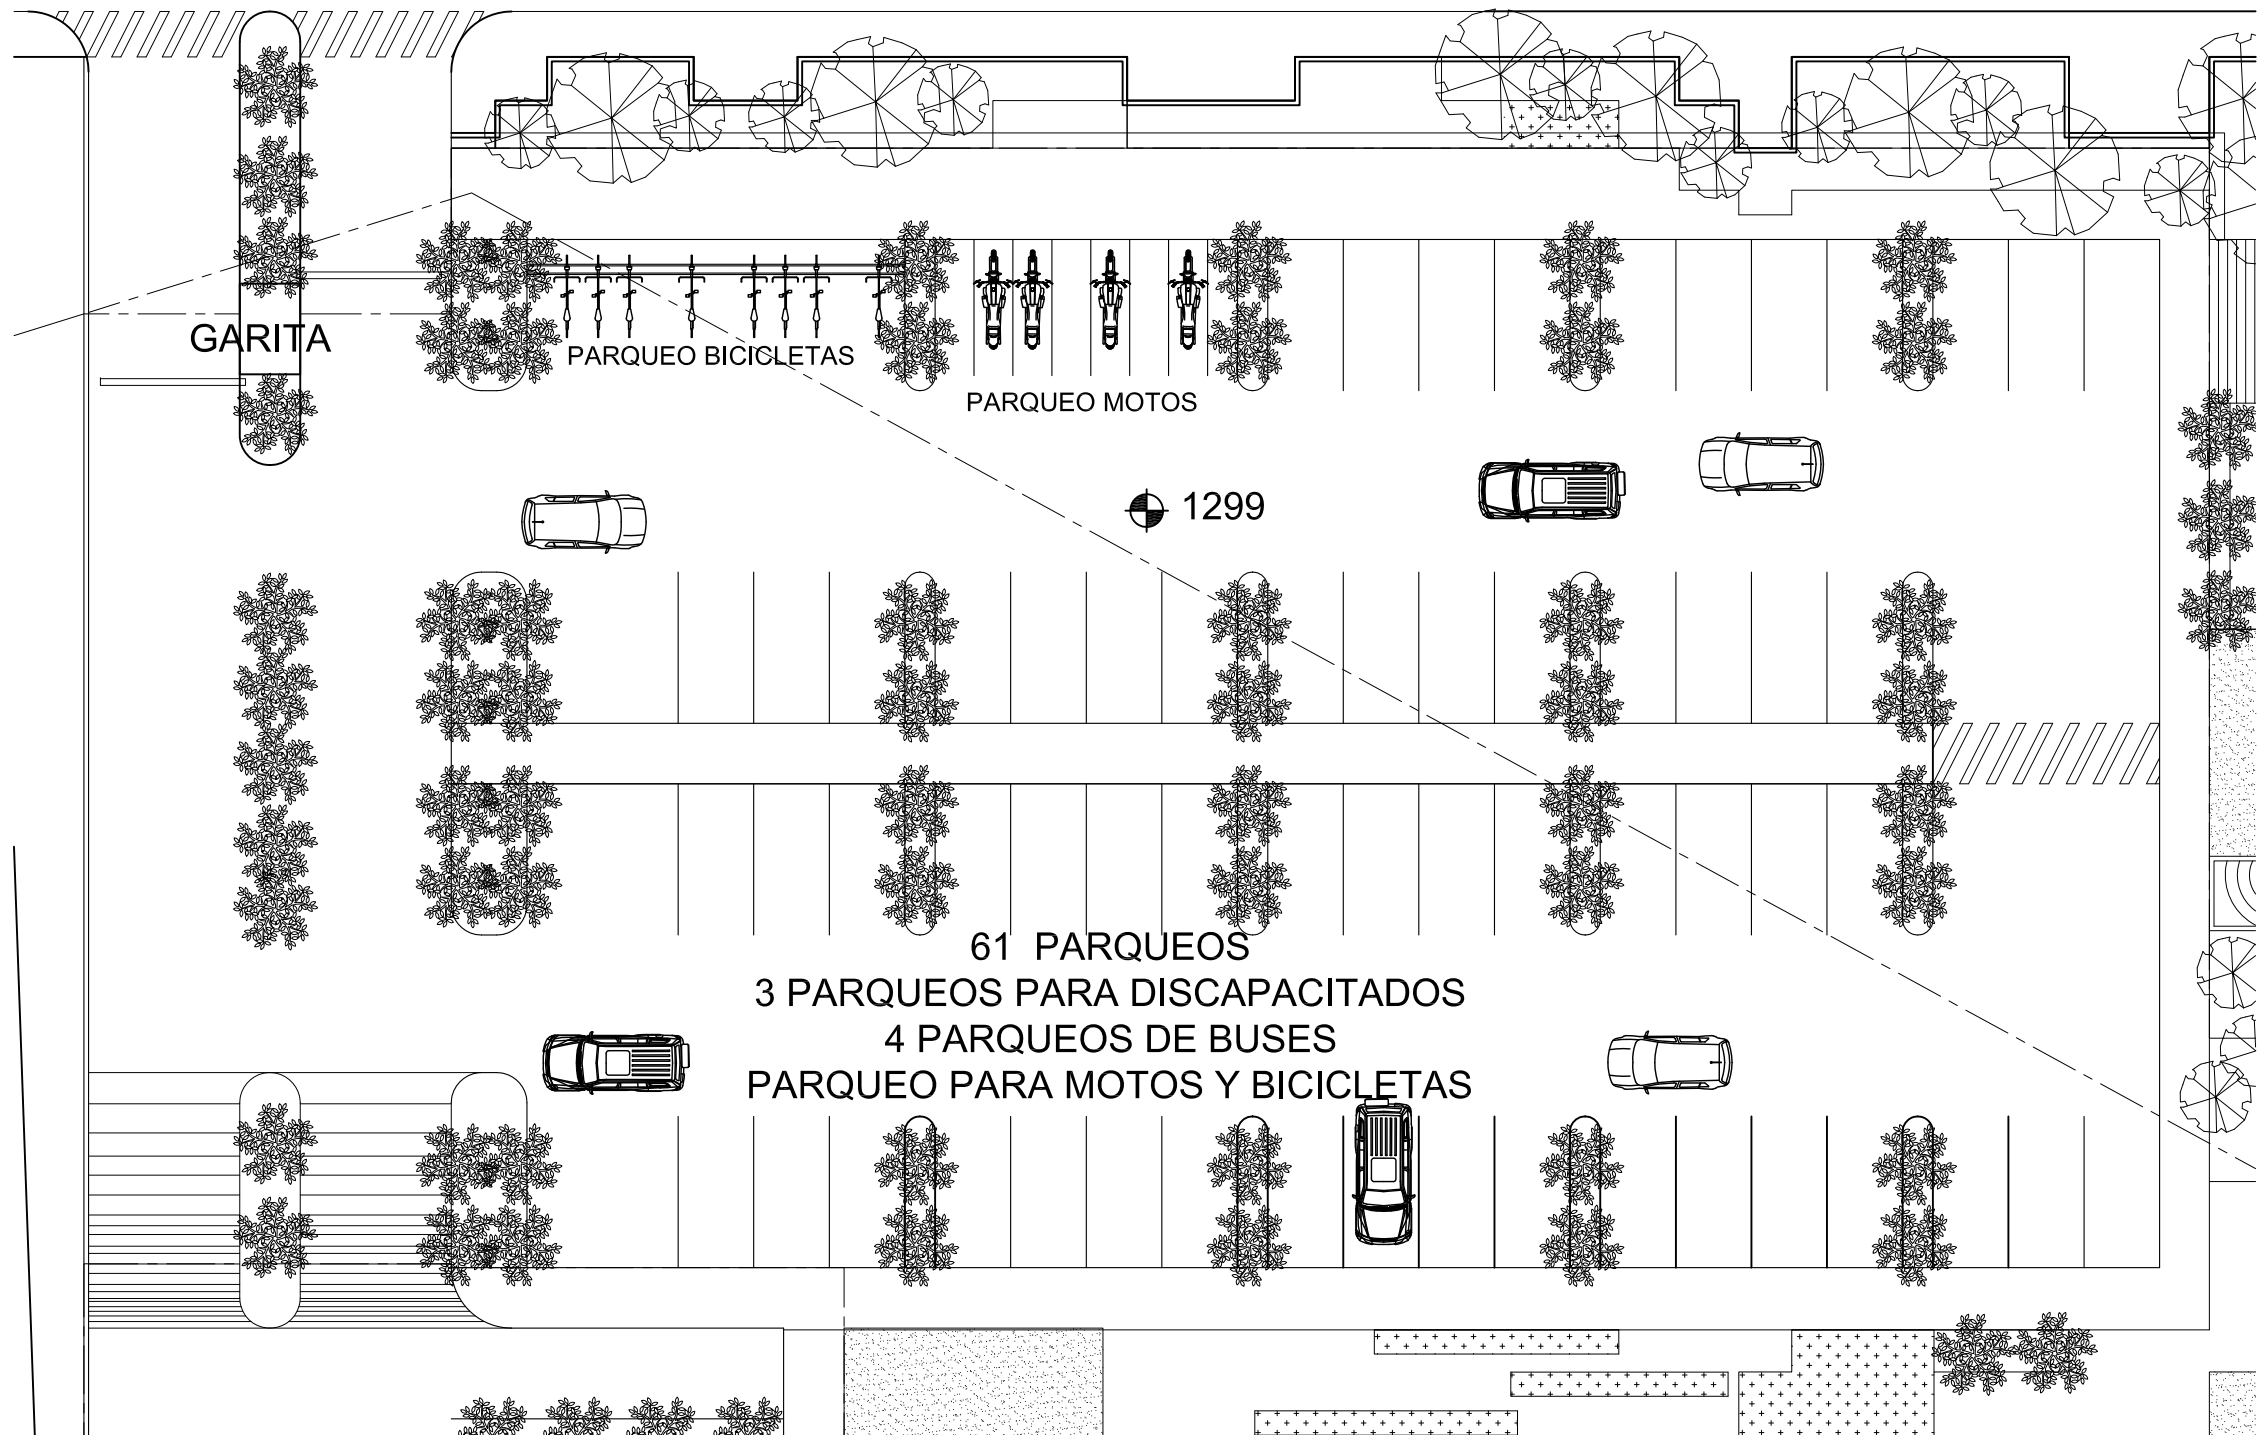 GARITA
PARQUEO BICICLETAS
PARQUEO MOTOS
1299
61 PARQUEOS
3 PARQUEOS PARA DISCAPACITADOS
4 PARQUEOS DE BUSES
PARQUEO PARA MOTOS Y BICICLETAS